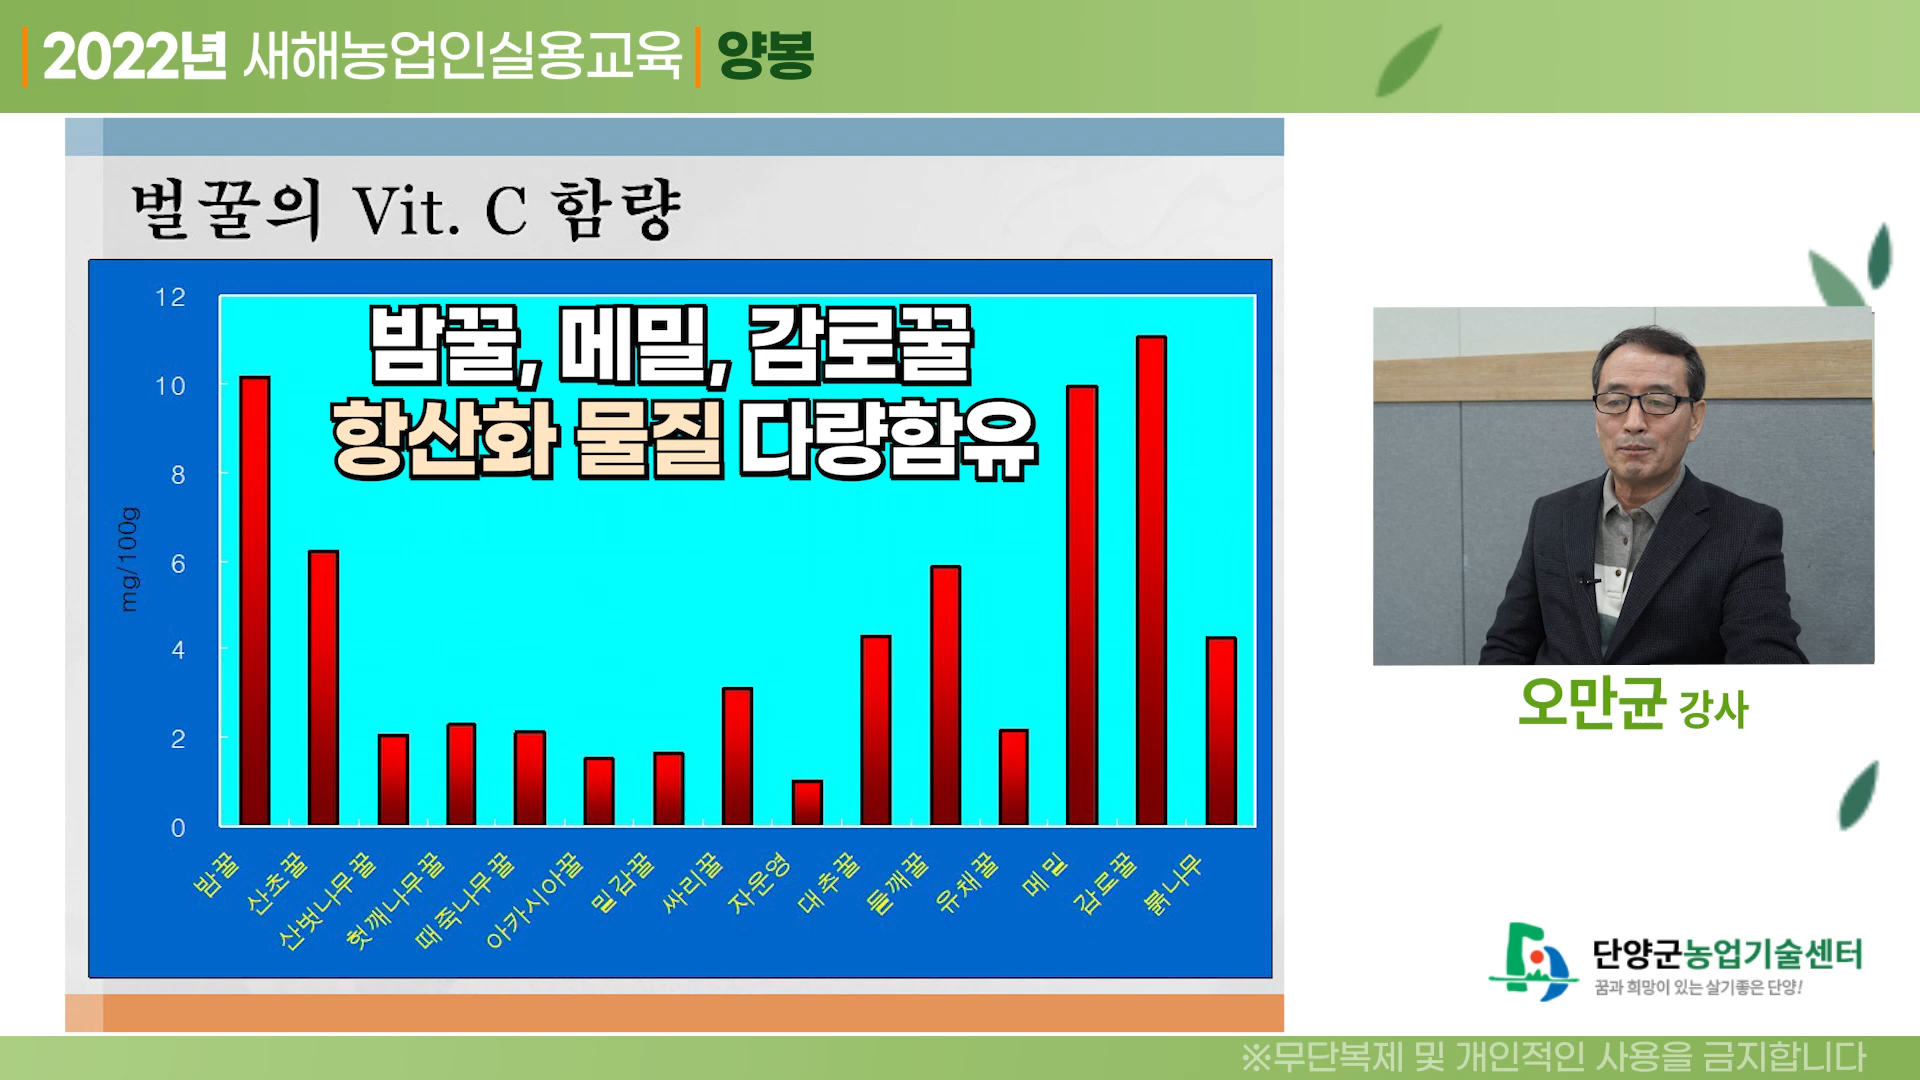 2022년 새해농업인실용교육 양봉
벌꿀의 Vit. C 함량
밤꿀, 메밀, 감로꿀
항산화 물질 다량함유
12
10
8
6
4
2
0
mg/100g
밤꿀
산초꿀
산벚나무꿀
헛깨나무꿀
때죽나무꿀
아카시아꿀
밀감꿀
싸리꿀
자운영
대추꿀
들깨꿀
유채꿀
메밀
감로꿀
붉나무
오만균 강사
단양군농업기술센터
꿈과 희망이 있는 살기좋은 단양!
※무단복제 및 개인적인 사용을 금지합니다